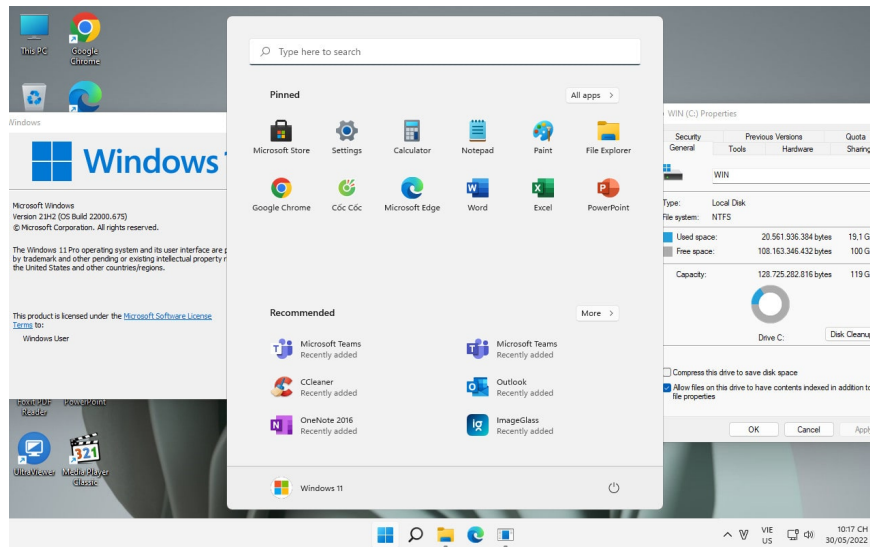 This PC
Google
Chrome
Windows
Windows
Microsoft Windows
Version 21H2 (OS Build 22000.675)
© Microsoft Corporation. All rights reserved.
The Windows 11 Pro operating system and its user interface are
by trademark and other pending or existing intellectual property
the United States and other countries/regions.
This product is licensed under the Microsoft Software License
Terms to:
Windows User
Foxit PDF
Reader
PowerPoint
UltraViewer
Media Player
Classic
321
Type here to search
Pinned
All apps >
Microsoft Store
Settings
Calculator
Notepad
Paint
File Explorer
Google Chrome
Cốc Cốc
Microsoft Edge
Word
Excel
PowerPoint
Recommended
More >
Microsoft Teams
Recently added
Microsoft Teams
Recently added
CCleaner
Recently added
Outlook
Recently added
OneNote 2016
Recently added
ImageGlass
Recently added
Windows 11
WIN (C:) Properties
Security Previous Versions Quota
General Tools Hardware Sharing
WIN
Type: Local Disk
File system: NTFS
Used space: 20.561.936.384 bytes 19,1 G
Free space: 108.163.346.432 bytes 100 G
Capacity: 128.725.282.816 bytes 119 G
Drive C:
Disk Cleanup
Compress this drive to save disk space
Allow files on this drive to have contents indexed in addition to
file properties
OK Cancel Apply
VIE
US
10:17 CH
30/05/2022